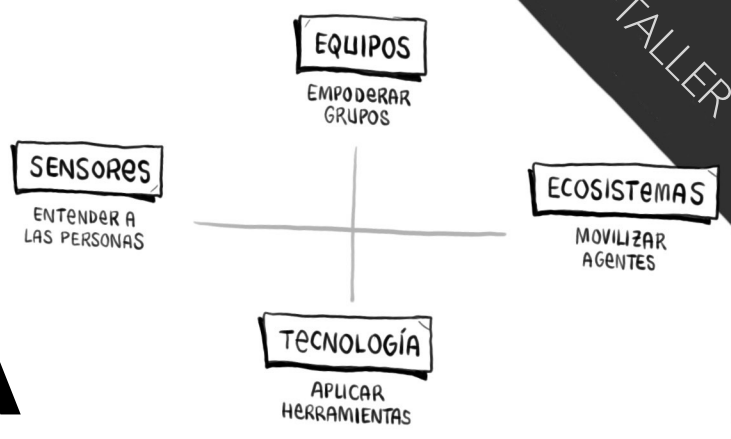 TALLER
EQUIPOS
EMPODERAR
GRUPOS
SENSORES
ENTENDER A
LAS PERSONAS
ECOSISTEMAS
MOVILIZAR
AGENTES
TECNOLOGÍA
APLICAR
HERRAMIENTAS